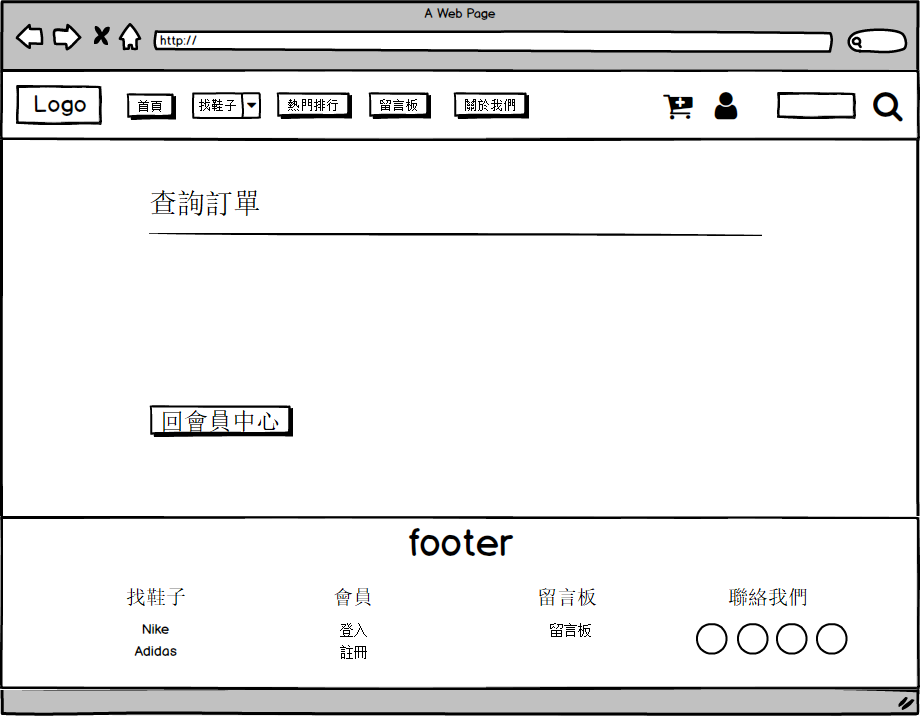 A Web Page
http://
Logo
首頁
找鞋子
熱門排行
留言板
關於我們
查詢訂單
回會員中心
footer
找鞋子
會員
留言板
聯絡我們
Nike
登入
留言板
Adidas
註冊